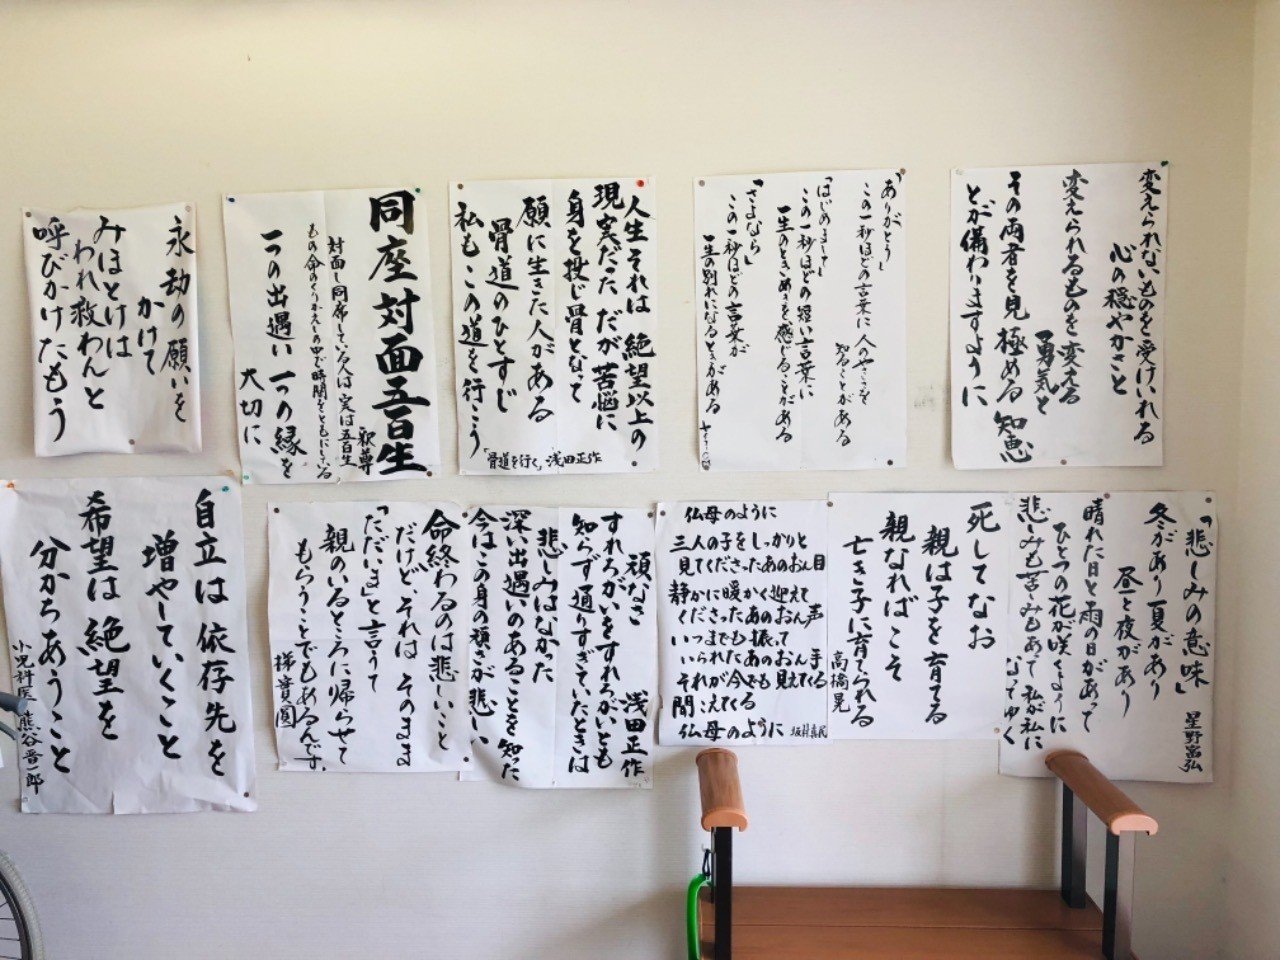 変えられないものを受けいれる
心の穏やかさと
変えられるものを変える
勇気と
その両者を見極める知恵
とが備わりますように
「ありがとう」
この一秒ほどの言葉に 人のやさしさを
知ることがある
「はじめまして」
この一秒ほどの短い言葉に
一生のときめきを感じることがある
「さよなら」
この一秒ほどの言葉が
一生の別れになるときがある
人生それは 絶望以上の
現実だった だが苦悩に
身を投じ骨となって
願に生きた人がある
骨道のひとすじ
私もこの道を行こう
「骨道を行く」浅田正作
同座対面五百生
釈尊
対面し同席している人は 実は五百生
もの命のくりかえしの中で 時間をともにしている
一つの出遇い 一つの縁を
大切に
永劫の願いを
かけて
みほとけは
われ救わんと
呼びかけたもう
「悲しみの意味」 星野富弘
冬があり夏があり
昼と夜があり
晴れた日と雨の日があって
ひとつの花が咲くように
悲しみも苦しみもあって 私が私に
なってゆく
死してなお
親は子を育てる
親なればこそ
亡き子に育てられる
高橋晃
仏母のように
三人の子をしっかりと
見てくださったあのおん目
静かに暖かく迎えて
くださったあのおん声
いつまでも振って
いられたあのおん手
それが今でも見えてくる
聞こえてくる
仏母のように 坂村真民
頑なさ 浅田正作
すれちがいをすれちがいとも
知らず通りすぎていたときは
悲しみはなかった
深い出遇いのあることを知った
今はこの身の頑さが悲しい
命終わるのは悲しいこと
だけど、それは そのまま
「ただいま」と言うて
親のいるところに帰らせて
もらうことでもあるんです。
梯實圓
自立は依存先を
増やしていくこと
希望は絶望を
分かちあうこと
小児科医 熊谷晋一郎